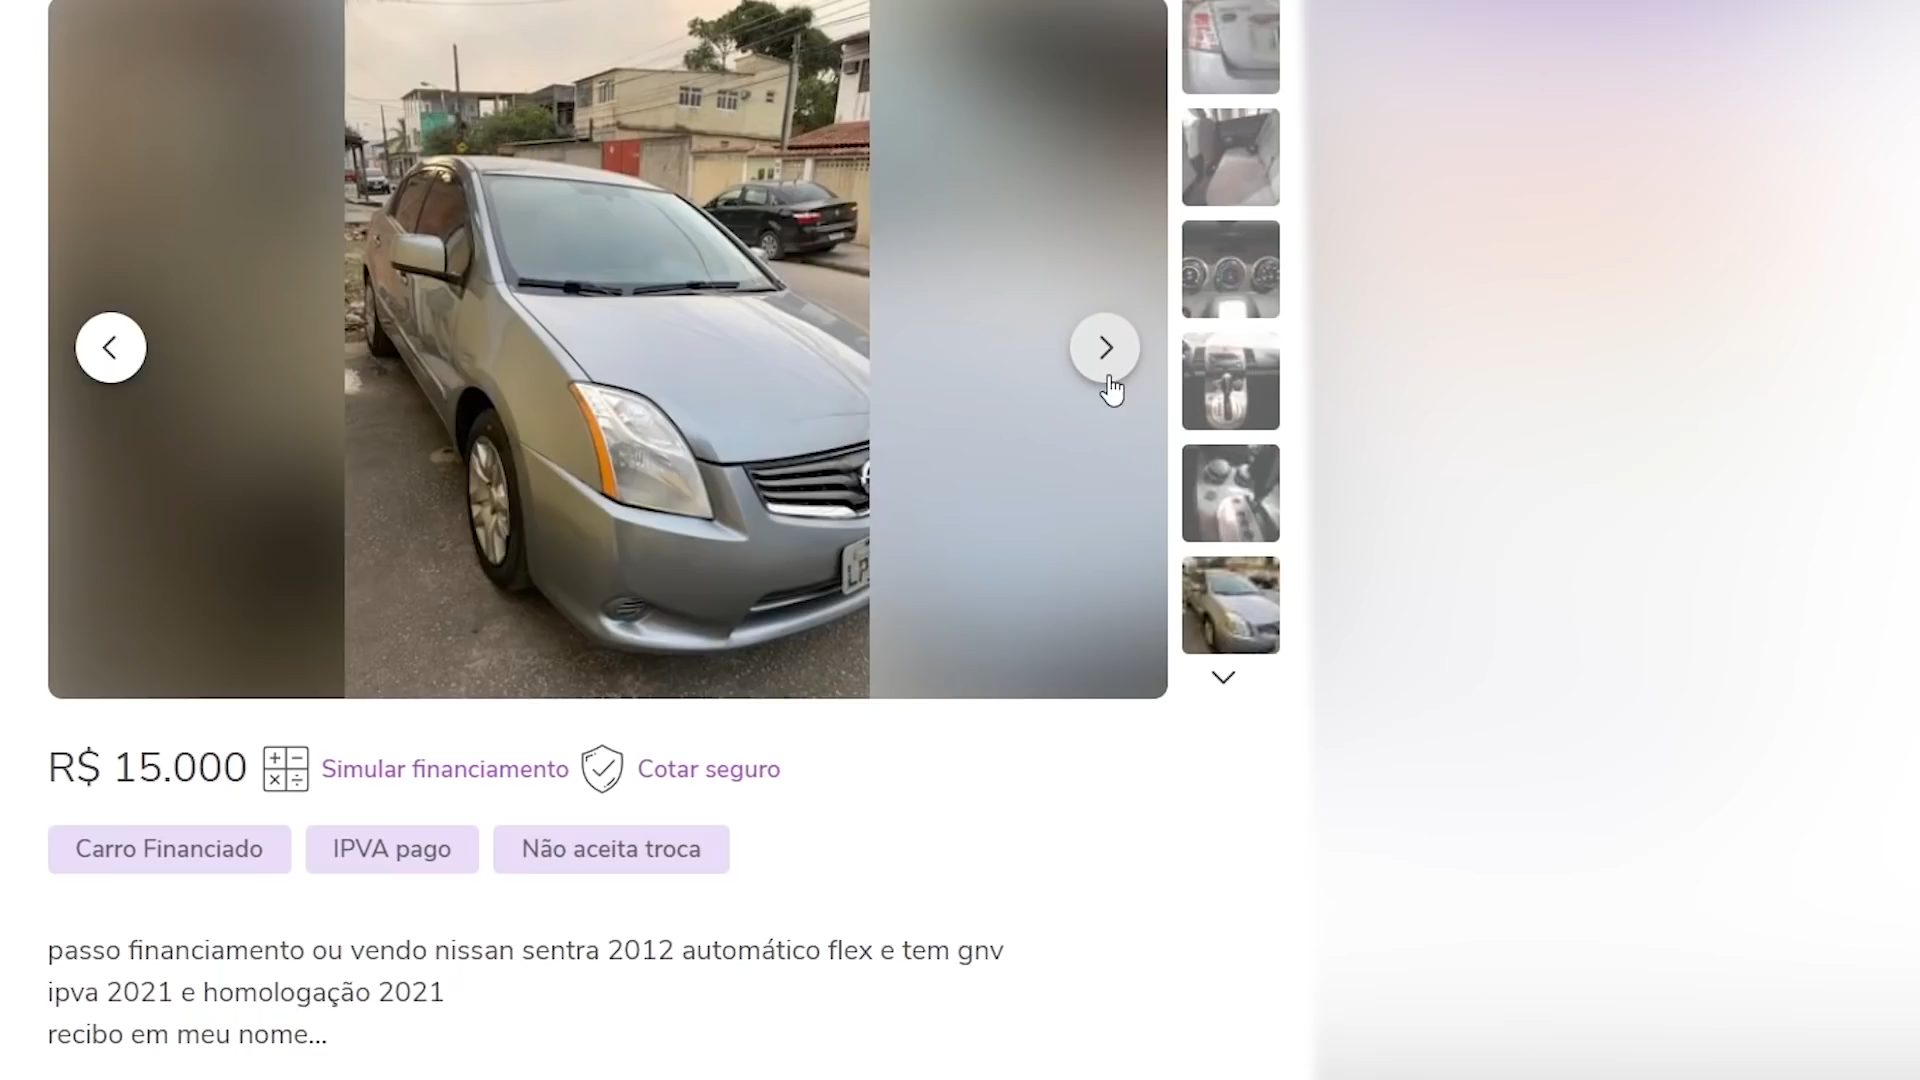 LP
R$ 15.000 Simular financiamento Cotar seguro
Carro Financiado IPVA pago Não aceita troca
passo financiamento ou vendo nissan sentra 2012 automático flex e tem gnv
ipva 2021 e homologação 2021
recibo em meu nome...